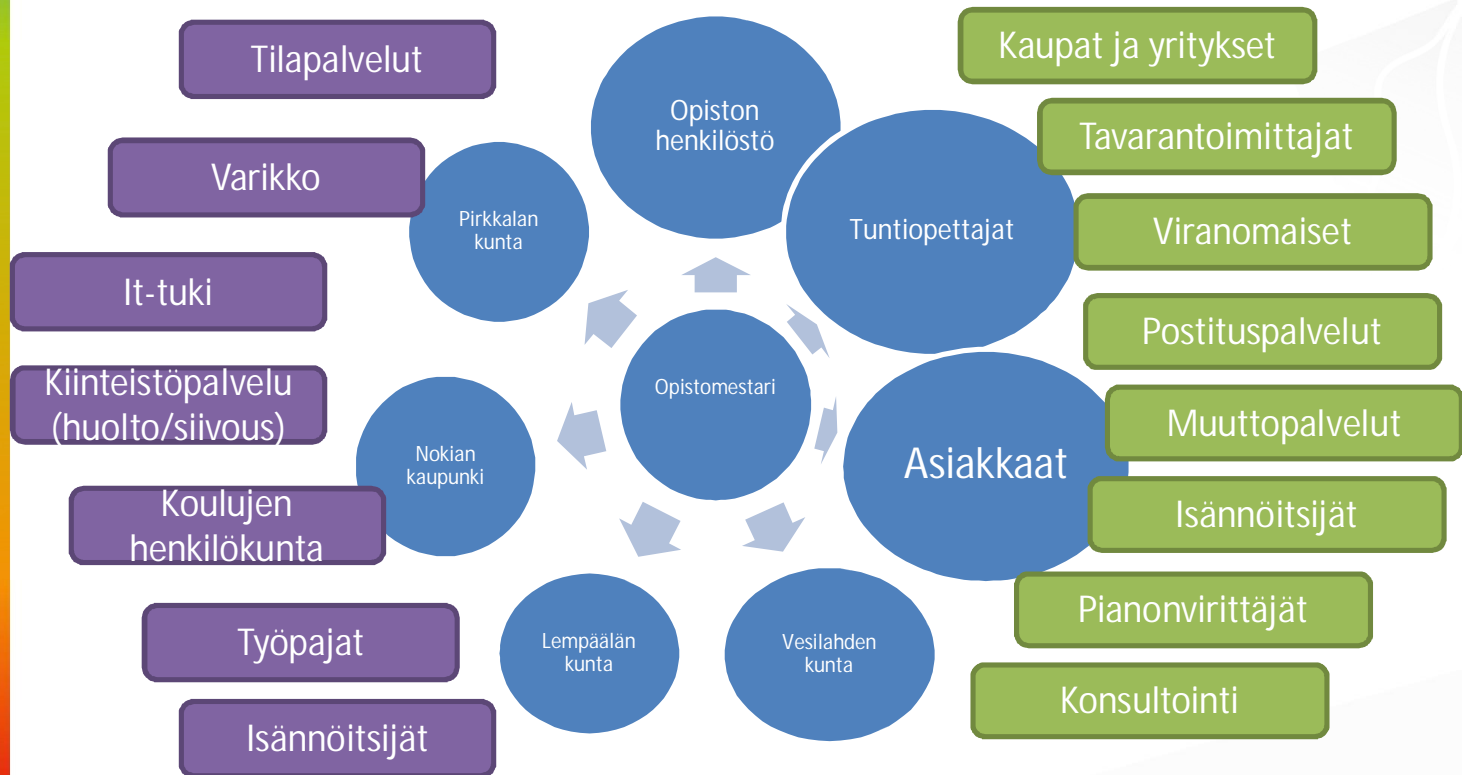 Tilapalvelut
Varikko
It-tuki
Kiinteistöpalvelu
(huolto/siivous)
Koulujen
henkilökunta
Työpajat
Isännöitsijät
Opiston
henkilöstö
Pirkkalan
kunta
Tuntiopettajat
Opistomestari
Nokian
kaupunki
Asiakkaat
Lempäälän
kunta
Vesilahden
kunta
Kaupat ja yritykset
Tavarantoimittajat
Viranomaiset
Postituspalvelut
Muuttopalvelut
Isännöitsijät
Pianonvirittäjät
Konsultointi